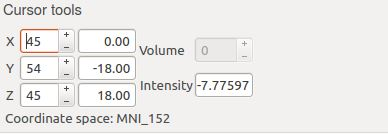 Cursor tools
X 45 + - 0.00 Volume 0 + -
Y 54 + - -18.00 Intensity -7.77597
Z 45 + - 18.00
Coordinate space: MNI_152